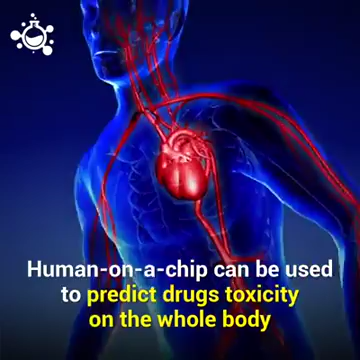 Human-on-a-chip can be used
to predict drugs toxicity
on the whole body